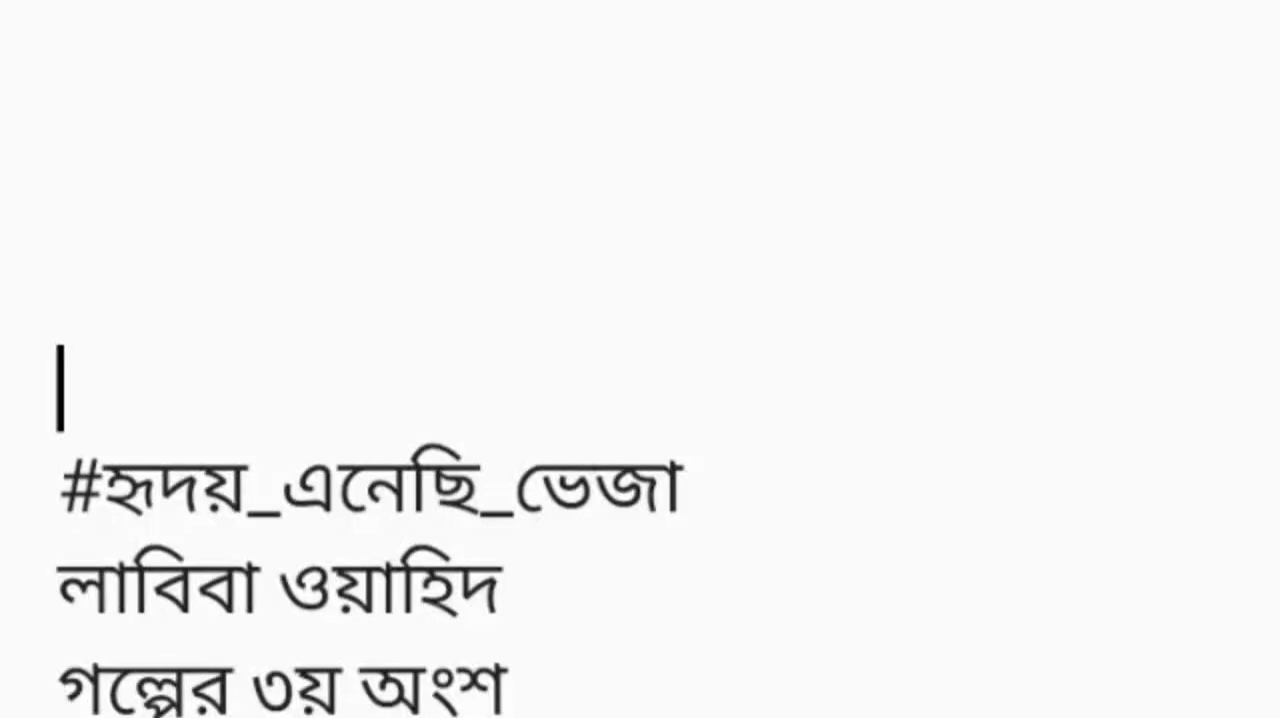 #হৃদয়_এনেছি_ভেজা
লাবিবা ওয়াহিদ
গল্পের ৩য় অংশ